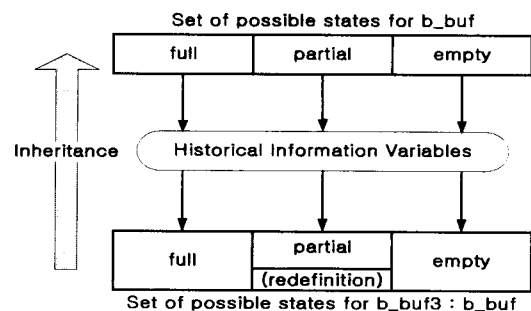 Set of possible states for b_buf
full partial empty
Inheritance
Historical Information Variables
full partial empty
(redefinition)
Set of possible states for b_buf3 : b_buf